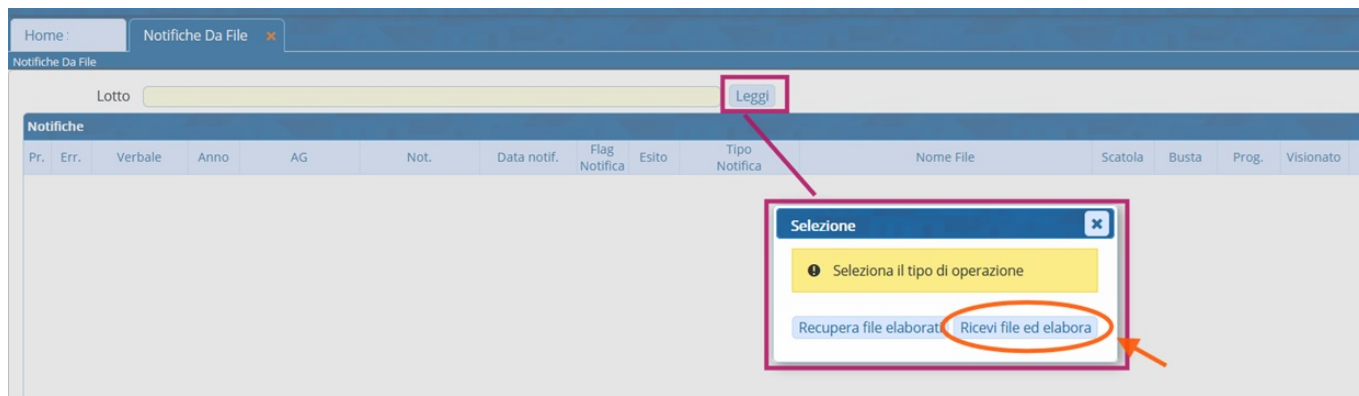 Home :
Notifiche Da File ×
Notifiche Da File
Lotto Leggi
Notifiche
Pr. Err. Verbale Anno AG Not. Data notif. Flag Notifica Esito Tipo Notifica Nome File Scatola Busta Prog. Visionato
Selezione ×
Seleziona il tipo di operazione
Recupera file elaborati Ricevi file ed elabora